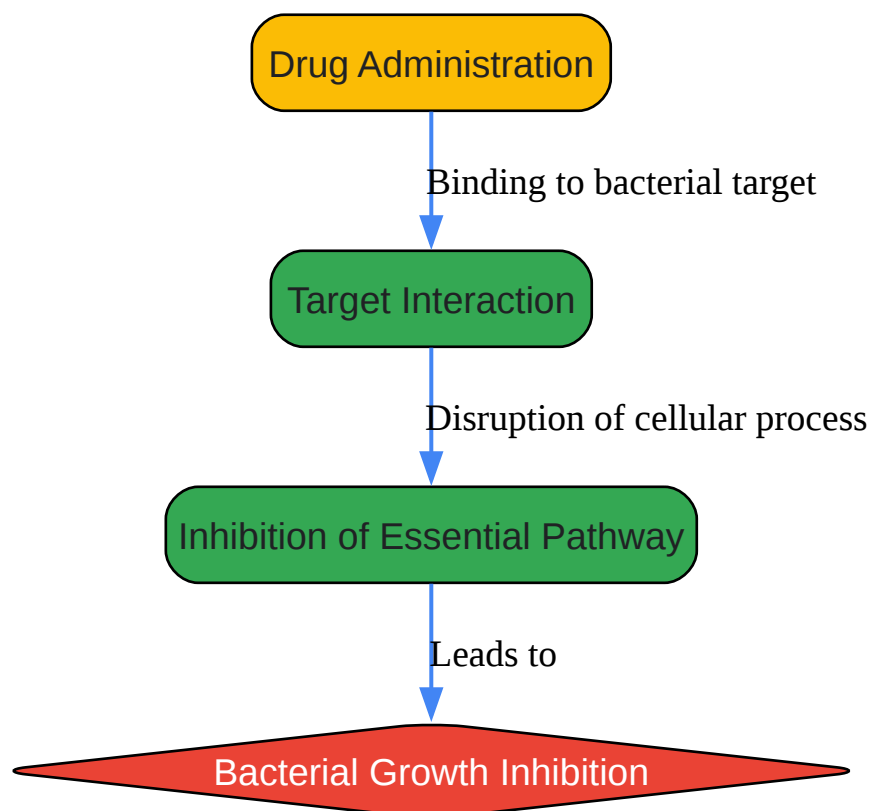 Drug Administration
Binding to bacterial target
Target Interaction
Disruption of cellular process
Inhibition of Essential Pathway
Leads to
Bacterial Growth Inhibition